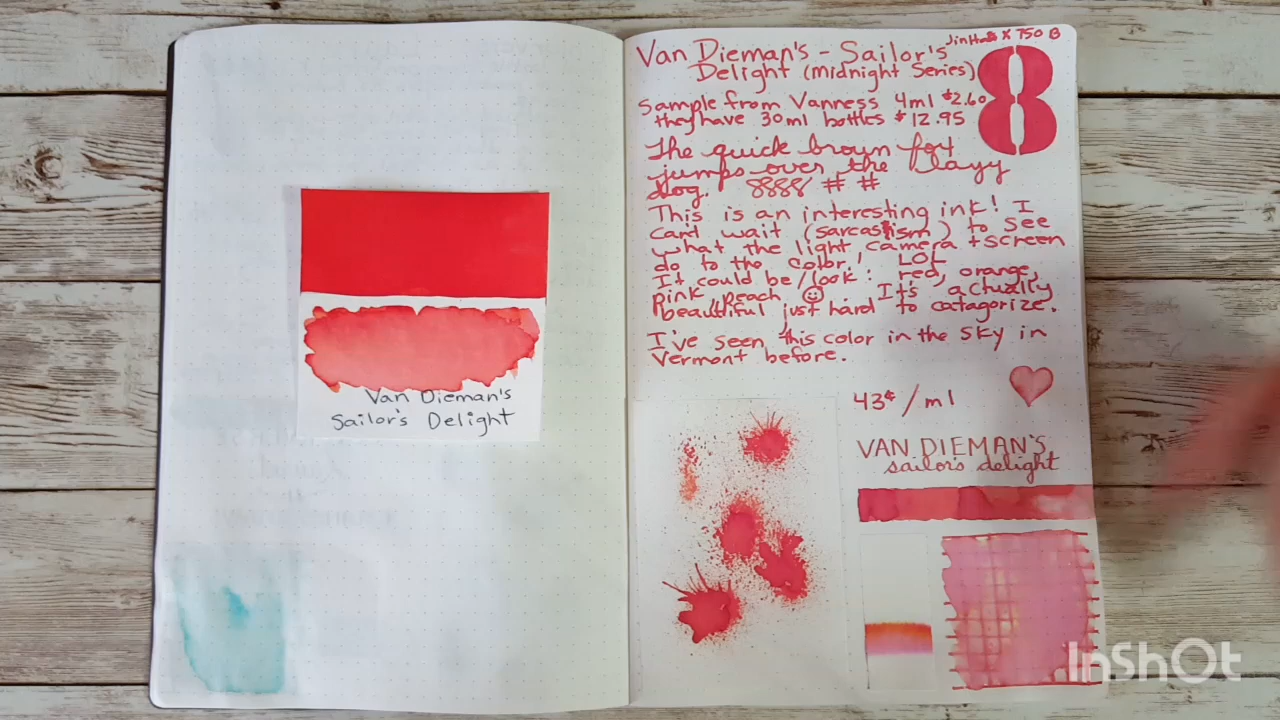 Van Dieman's
Sailor's Delight
Van Dieman's - Sailor's
Delight (Midnight Series)
JinHao X 750 B
8
Sample from Vanness 4ml $2.60
they have 30ml bottles $12.95
The quick brown fox
jumps over the lazy
dog. 8888 # #
This is an interesting ink! I
cant wait (sarcasism) to see
what the light camera + screen
do to the color! LOL
It could be/look: red, orange,
Pink, Peach It's actually
beautiful just hard to catagorize.
I've seen this color in the sky in
Vermont before.
43¢/ml
VAN DIEMAN'S
sailor's delight
InShOt